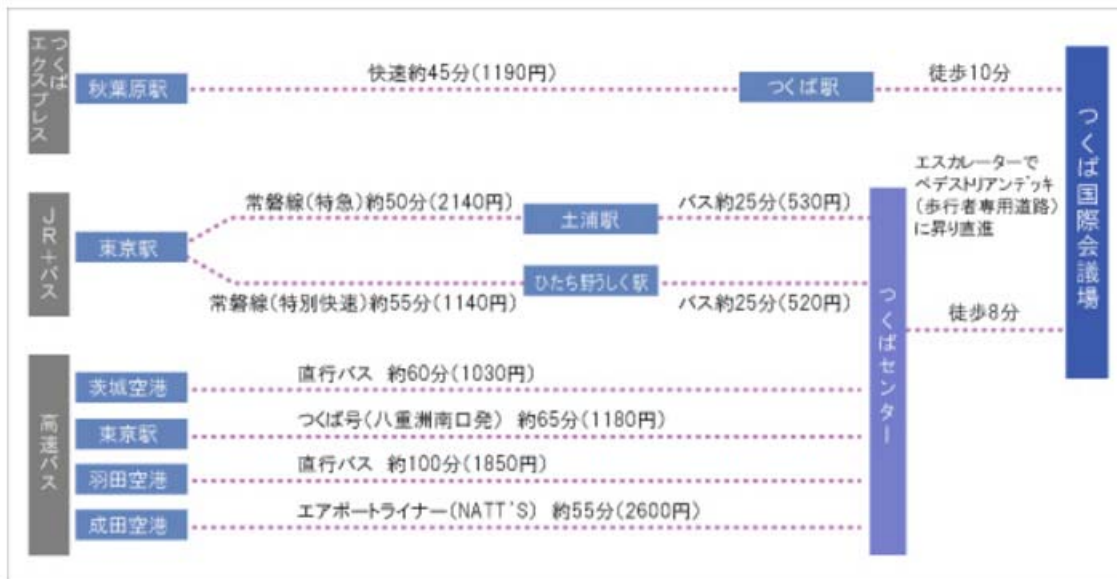 つくば
エクスプレス
秋葉原駅
快速約45分(1190円)
つくば駅
徒歩10分
JR+バス
東京駅
常磐線(特急)約50分(2140円)
土浦駅
バス約25分(530円)
常磐線(特別快速)約55分(1140円)
ひたち野うしく駅
バス約25分(520円)
エスカレーターで
ペデストリアンデッキ
(歩行者専用道路)
に昇り直進
高速バス
茨城空港
直行バス 約60分(1030円)
東京駅
つくば号(八重洲南口発) 約65分(1180円)
羽田空港
直行バス 約100分(1850円)
成田空港
エアポートライナー(NATT'S) 約55分(2600円)
つくばセンター
徒歩8分
つくば国際会議場